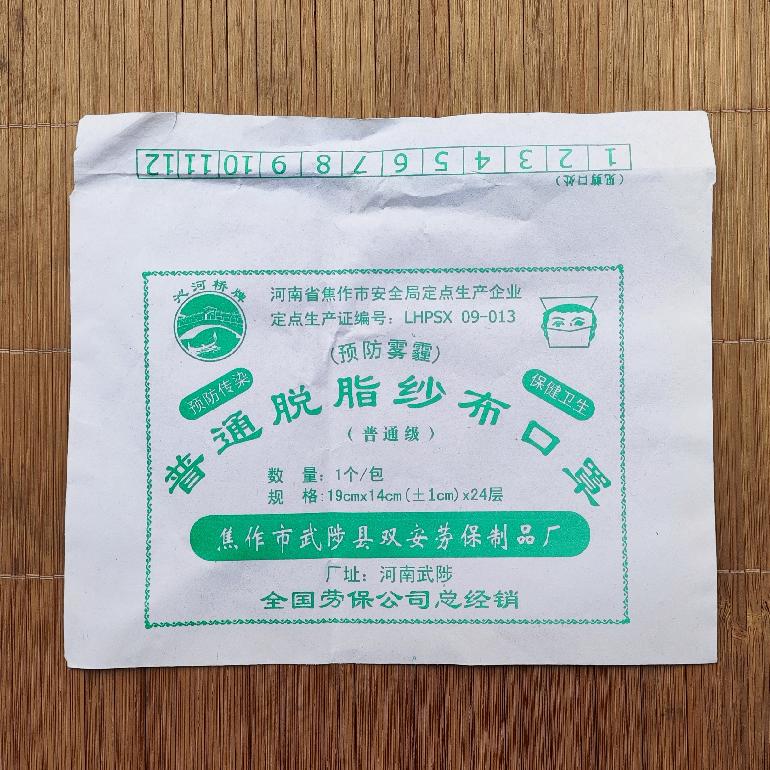 1 2 3 4 5 6 7 8 9 10 11 12
(见剪口处)
沁河桥牌
河南省焦作市安全局定点生产企业
定点生产证编号: LHPSX 09-013
(预防雾霾)
预防传染
保健卫生
普通脱脂纱布口罩
(普通级)
数 量: 1个/包
规 格:19cmx14cm(±1cm)x24层
焦作市武陟县双安劳保制品厂
厂址: 河南武陟
全国劳保公司总经销